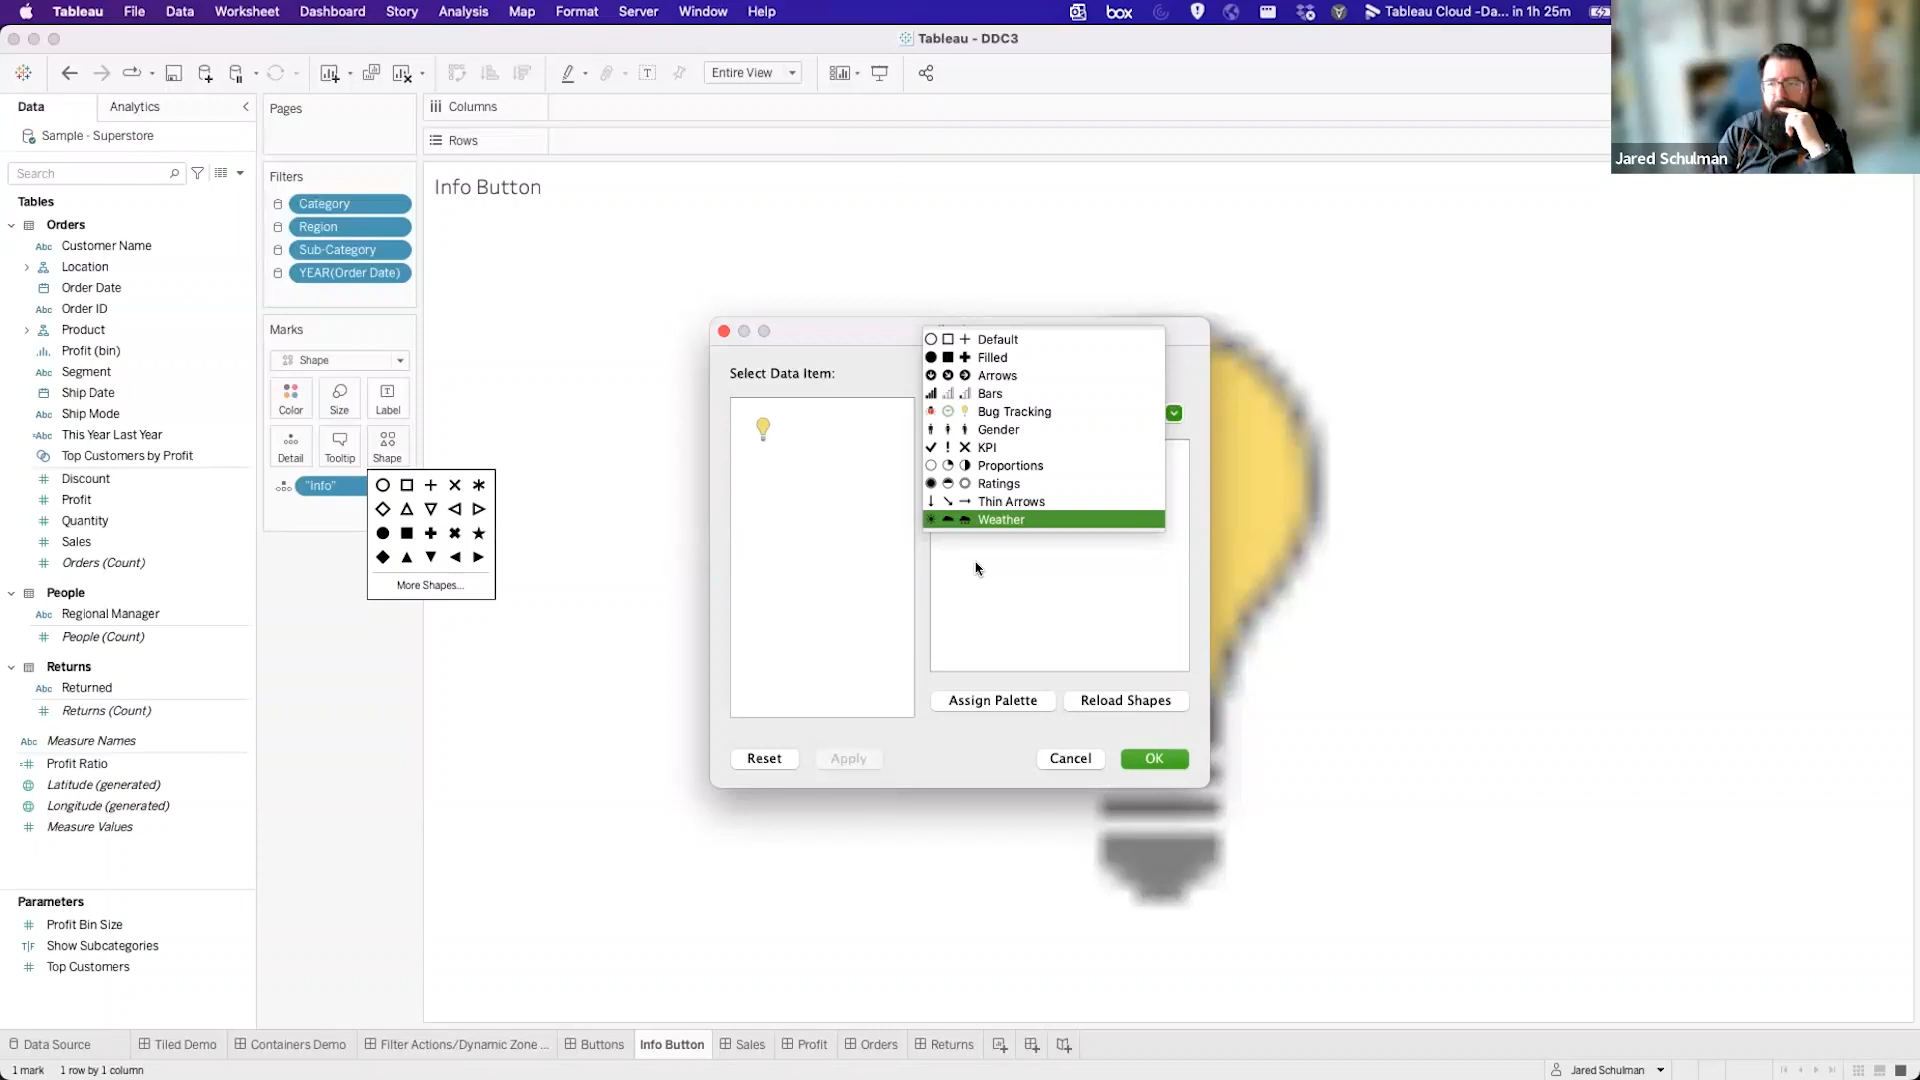 Tableau File Data Worksheet Dashboard Story Analysis Map Format Server Window Help box Tableau Cloud -Da... in 1h 25m
Tableau - DDC3
Entire View
Data Analytics
Sample - Superstore
Search
Tables
Orders
Customer Name
Location
Order Date
Order ID
Product
Profit (bin)
Segment
Ship Date
Ship Mode
This Year Last Year
Top Customers by Profit
Discount
Profit
Quantity
Sales
Orders (Count)
People
Regional Manager
People (Count)
Returns
Returned
Returns (Count)
Measure Names
Profit Ratio
Latitude (generated)
Longitude (generated)
Measure Values
Parameters
Profit Bin Size
Show Subcategories
Top Customers
Pages
Filters
Category
Region
Sub-Category
YEAR(Order Date)
Marks
Shape
Color Size Label
Detail Tooltip Shape
"Info"
More Shapes...
Columns
Rows
Info Button
Select Data Item:
Default
Filled
Arrows
Bars
Bug Tracking
Gender
KPI
Proportions
Ratings
Thin Arrows
Weather
Assign Palette Reload Shapes
Reset Apply Cancel OK
Jared Schulman
Data Source Tiled Demo Containers Demo Filter Actions/Dynamic Zone ... Buttons Info Button Sales Profit Orders Returns
1 mark 1 row by 1 column Jared Schulman